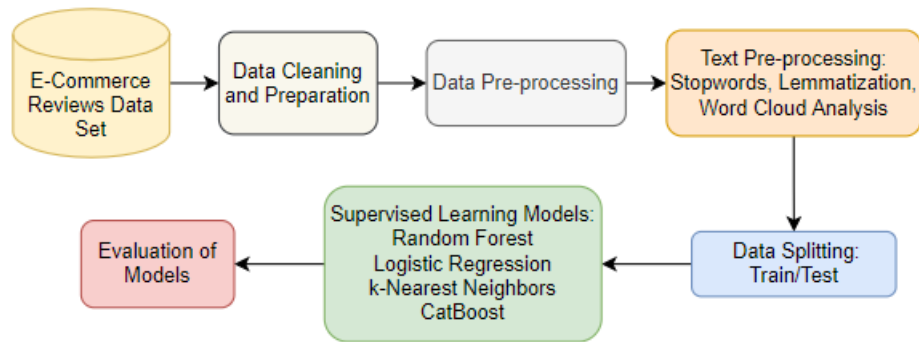 E-Commerce
Reviews Data
Set
Data Cleaning
and Preparation
Data Pre-processing
Text Pre-processing:
Stopwords, Lemmatization,
Word Cloud Analysis
Data Splitting:
Train/Test
Supervised Learning Models:
Random Forest
Logistic Regression
k-Nearest Neighbors
CatBoost
Evaluation of
Models